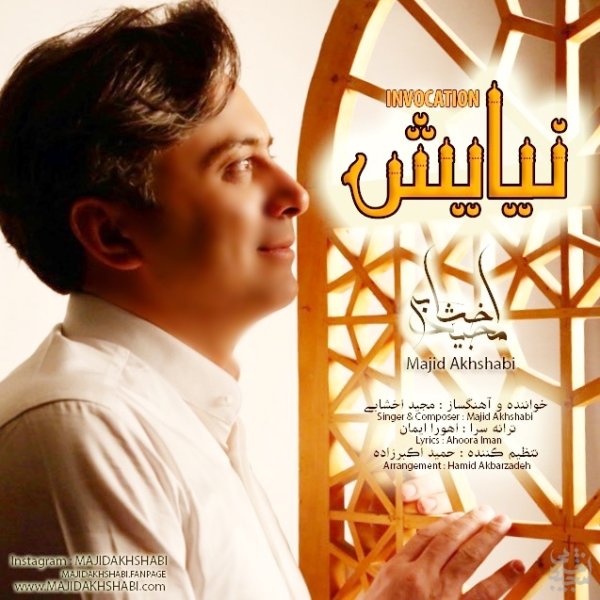 INVOCATION
نیایش
مجید اخشابی
Majid Akhshabi
خواننده و آهنگساز : مجید اخشابی
Singer & Composer : Majid Akhshabi
ترانه سرا : اهورا ایمان
Lyrics : Ahoora Iman
تنظیم کننده : حمید اکبرزاده
Arrangement : Hamid Akbarzadeh
Instagram : MAJIDAKHSHABI
MAJIDAKHSHABI.FANPAGE
www.MAJIDAKHSHABI.com